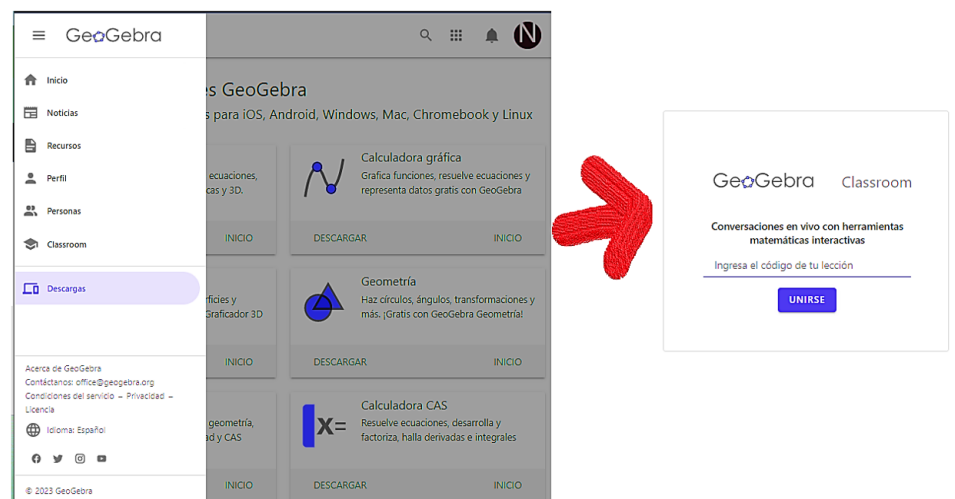 GeoGebra
N
Inicio
Noticias
Recursos
Perfil
Personas
Classroom
Descargas
Acerca de GeoGebra
Contáctanos: office@geogebra.org
Condiciones del servicio – Privacidad –
Licencia
Idioma: Español
© 2023 GeoGebra
es GeoGebra
s para iOS, Android, Windows, Mac, Chromebook y Linux
ecuaciones,
cas y 3D.
INICIO
Calculadora gráfica
Grafica funciones, resuelve ecuaciones y
representa datos gratis con GeoGebra
DESCARGAR INICIO
rficies y
Graficador 3D
INICIO
Geometría
Haz círculos, ángulos, transformaciones y
más. ¡Gratis con GeoGebra Geometría!
DESCARGAR INICIO
geometría,
ad y CAS
INICIO
X=
Calculadora CAS
Resuelve ecuaciones, desarrolla y
factoriza, halla derivadas e integrales
DESCARGAR INICIO
GeoGebra Classroom
Conversaciones en vivo con herramientas
matemáticas interactivas
Ingresa el código de tu lección
UNIRSE